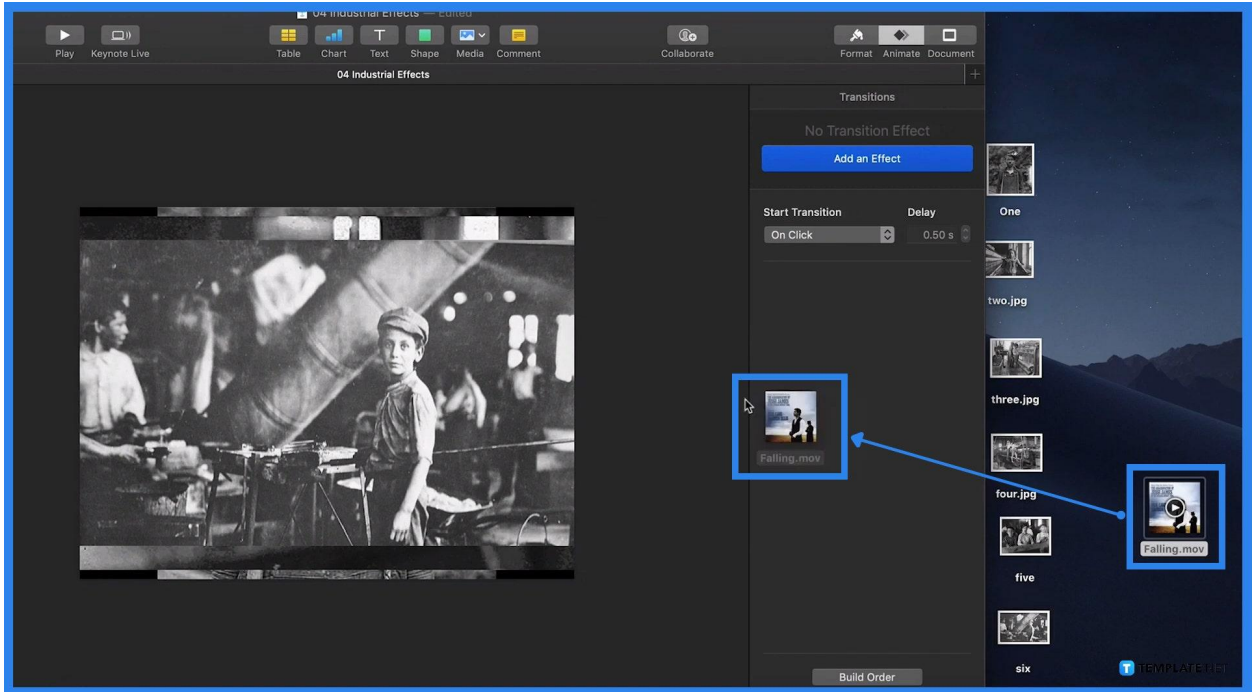 04 Industrial Effects — Edited
Play Keynote Live Table Chart Text Shape Media Comment Collaborate Format Animate Document
04 Industrial Effects
Transitions
No Transition Effect
Add an Effect
Start Transition Delay
On Click 0.50 s
Build Order
Falling.mov
One
two.jpg
three.jpg
four.jpg
five
six
Falling.mov
T TEMPLATE.NET